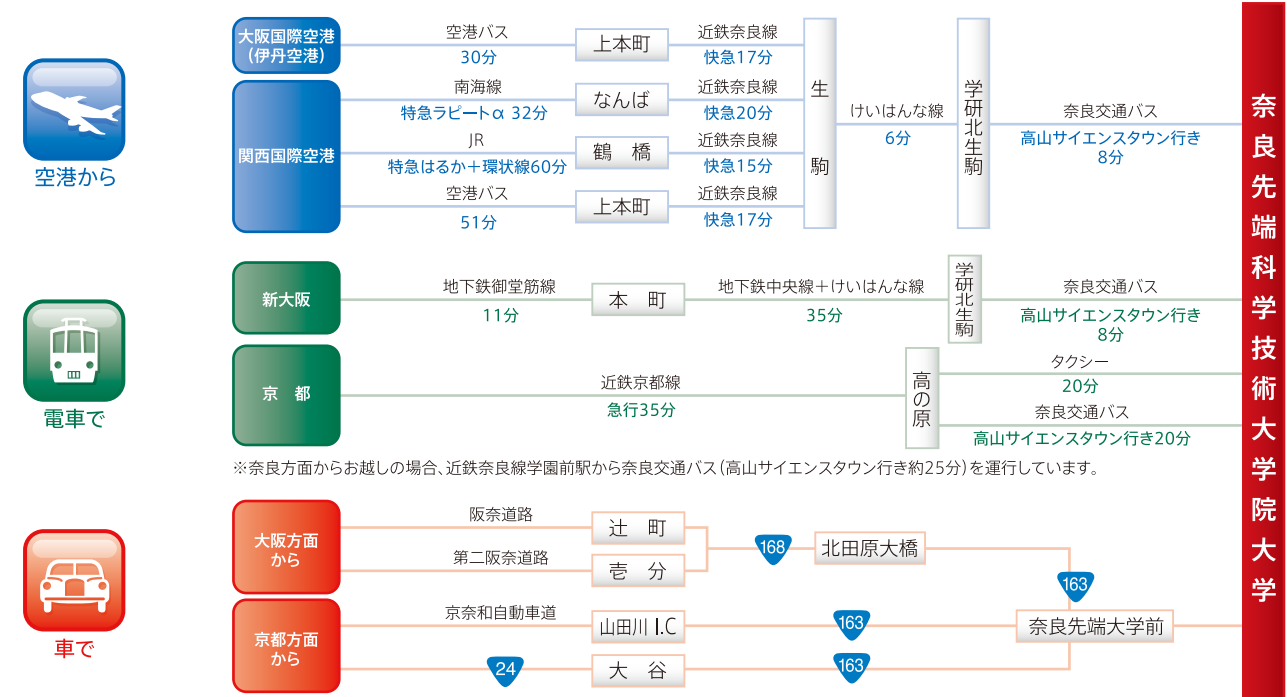 空港から
大阪国際空港
(伊丹空港)
空港バス
30分
上本町
近鉄奈良線
快急17分
関西国際空港
南海線
特急ラピートα 32分
なんば
近鉄奈良線
快急20分
JR
特急はるか+環状線60分
鶴 橋
近鉄奈良線
快急15分
空港バス
51分
上本町
近鉄奈良線
快急17分
生 駒
けいはんな線
6分
学研北生駒
奈良交通バス
高山サイエンスタウン行き
8分
電車で
新大阪
地下鉄御堂筋線
11分
本 町
地下鉄中央線+けいはんな線
35分
学研北生駒
奈良交通バス
高山サイエンスタウン行き
8分
京 都
近鉄京都線
急行35分
高の原
タクシー
20分
奈良交通バス
高山サイエンスタウン行き20分
※奈良方面からお越しの場合、近鉄奈良線学園前駅から奈良交通バス(高山サイエンスタウン行き約25分)を運行しています。
車で
大阪方面
から
阪奈道路
辻 町
第二阪奈道路
壱 分
168
北田原大橋
163
京都方面
から
京奈和自動車道
山田川 I.C
163
奈良先端大学前
24
大 谷
163
奈良先端科学技術大学院大学